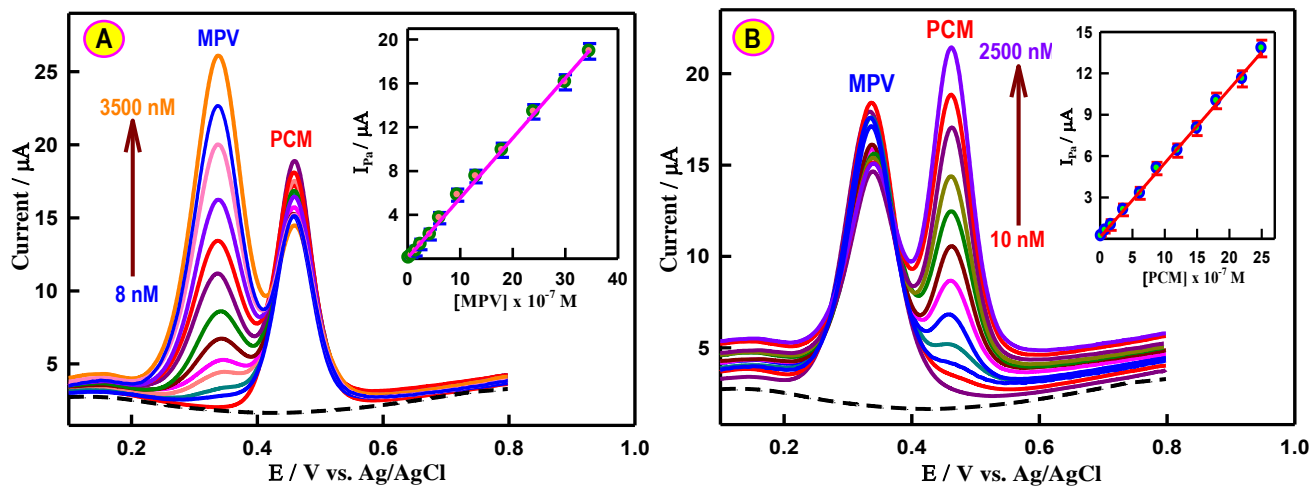 A
MPV
PCM
3500 nM
8 nM
25
20
15
10
5
0.2
0.4
0.6
0.8
1.0
Current / µA
E / V vs. Ag/AgCl
20
16
12
8
4
0
10
20
30
40
I_Pa / µA
[MPV] x 10⁻⁷ M
B
MPV
PCM
2500 nM
10 nM
20
15
10
5
0.2
0.4
0.6
0.8
1.0
Current / µA
E / V vs. Ag/AgCl
15
12
9
6
3
0
5
10
15
20
25
I_Pa / µA
[PCM] x 10⁻⁷ M